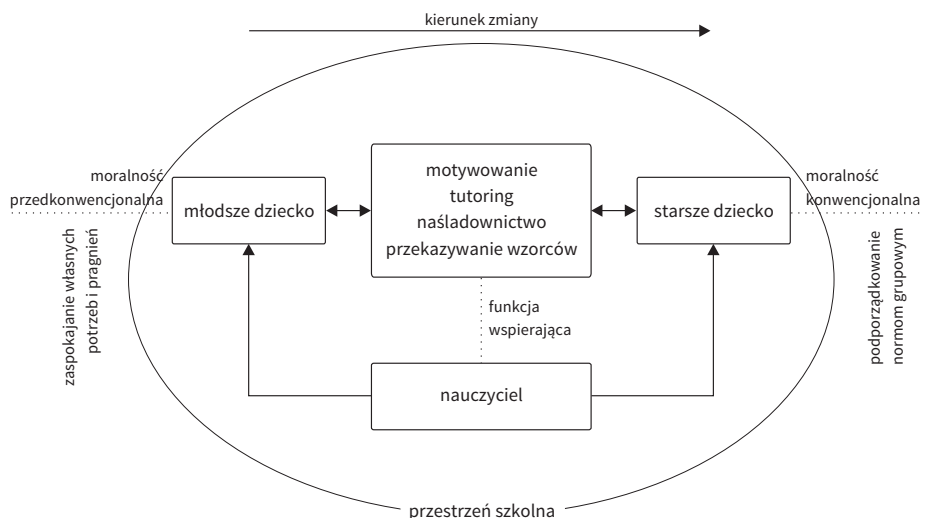 kierunek zmiany
moralność
przedkonwencjonalna
zaspokajanie własnych
potrzeb i pragnień
młodsze dziecko
motywowanie
tutoring
naśladownictwo
przekazywanie wzorców
starsze dziecko
moralność
konwencjonalna
podporządkowanie
normom grupowym
funkcja
wspierająca
nauczyciel
przestrzeń szkolna